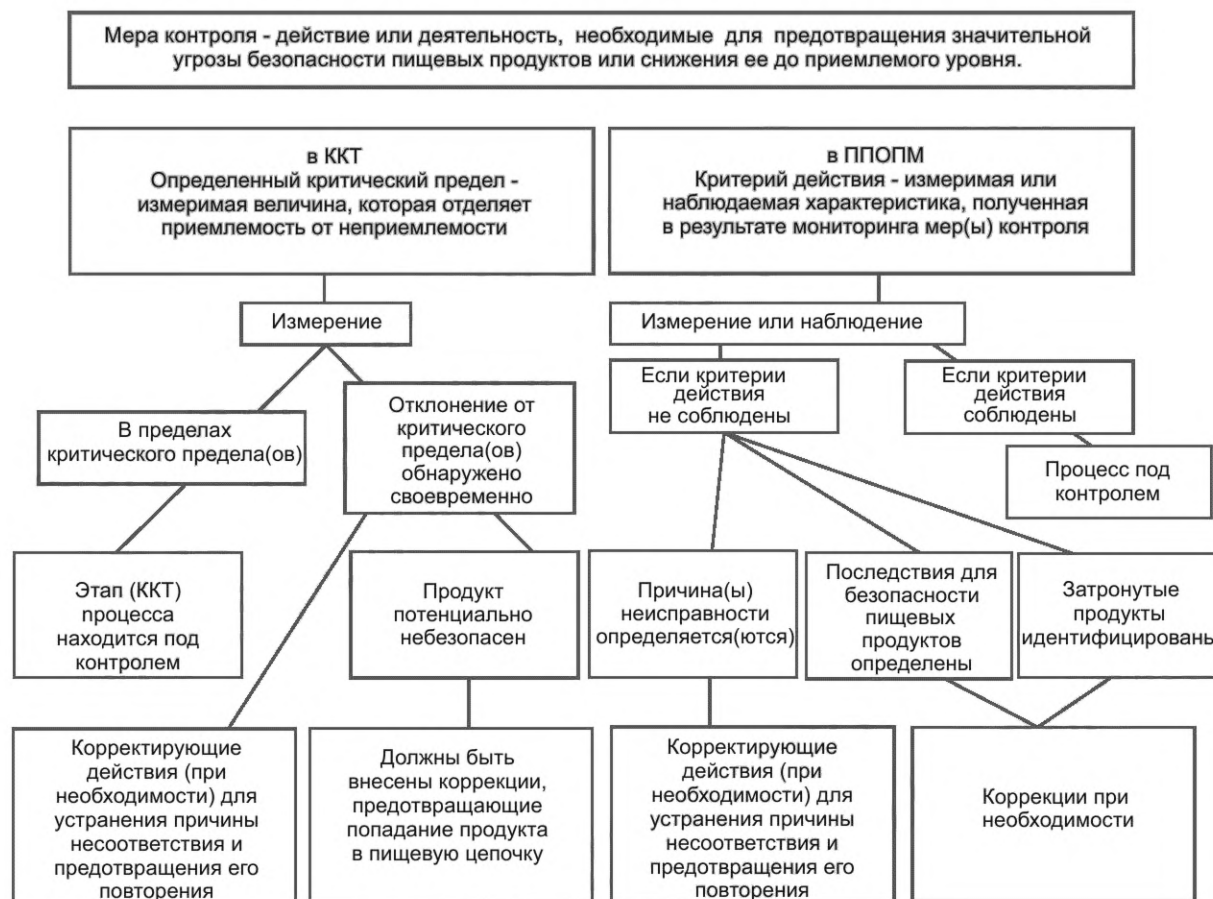 Мера контроля - действие или деятельность, необходимые для предотвращения значительной
угрозы безопасности пищевых продуктов или снижения ее до приемлемого уровня.
в ККТ
Определенный критический предел -
измеримая величина, которая отделяет
приемлемость от неприемлемости
в ППОПМ
Критерий действия - измеримая или
наблюдаемая характеристика, полученная
в результате мониторинга мер(ы) контроля
Измерение
Измерение или наблюдение
В пределах
критического предела(ов)
Отклонение от
критического
предела(ов)
обнаружено
своевременно
Если критерии
действия
не соблюдены
Если критерии
действия
соблюдены
Процесс под
контролем
Этап (ККТ)
процесса
находится под
контролем
Продукт
потенциально
небезопасен
Причина(ы)
неисправности
определяется(ются)
Последствия для
безопасности
пищевых
продуктов
определены
Затронутые
продукты
идентифицированы
Корректирующие
действия (при
необходимости) для
устранения причины
несоответствия и
предотвращения его
повторения
Должны быть
внесены коррекции,
предотвращающие
попадание продукта
в пищевую цепочку
Корректирующие
действия (при
необходимости) для
устранения причины
несоответствия и
предотвращения его
повторения
Коррекции при
необходимости